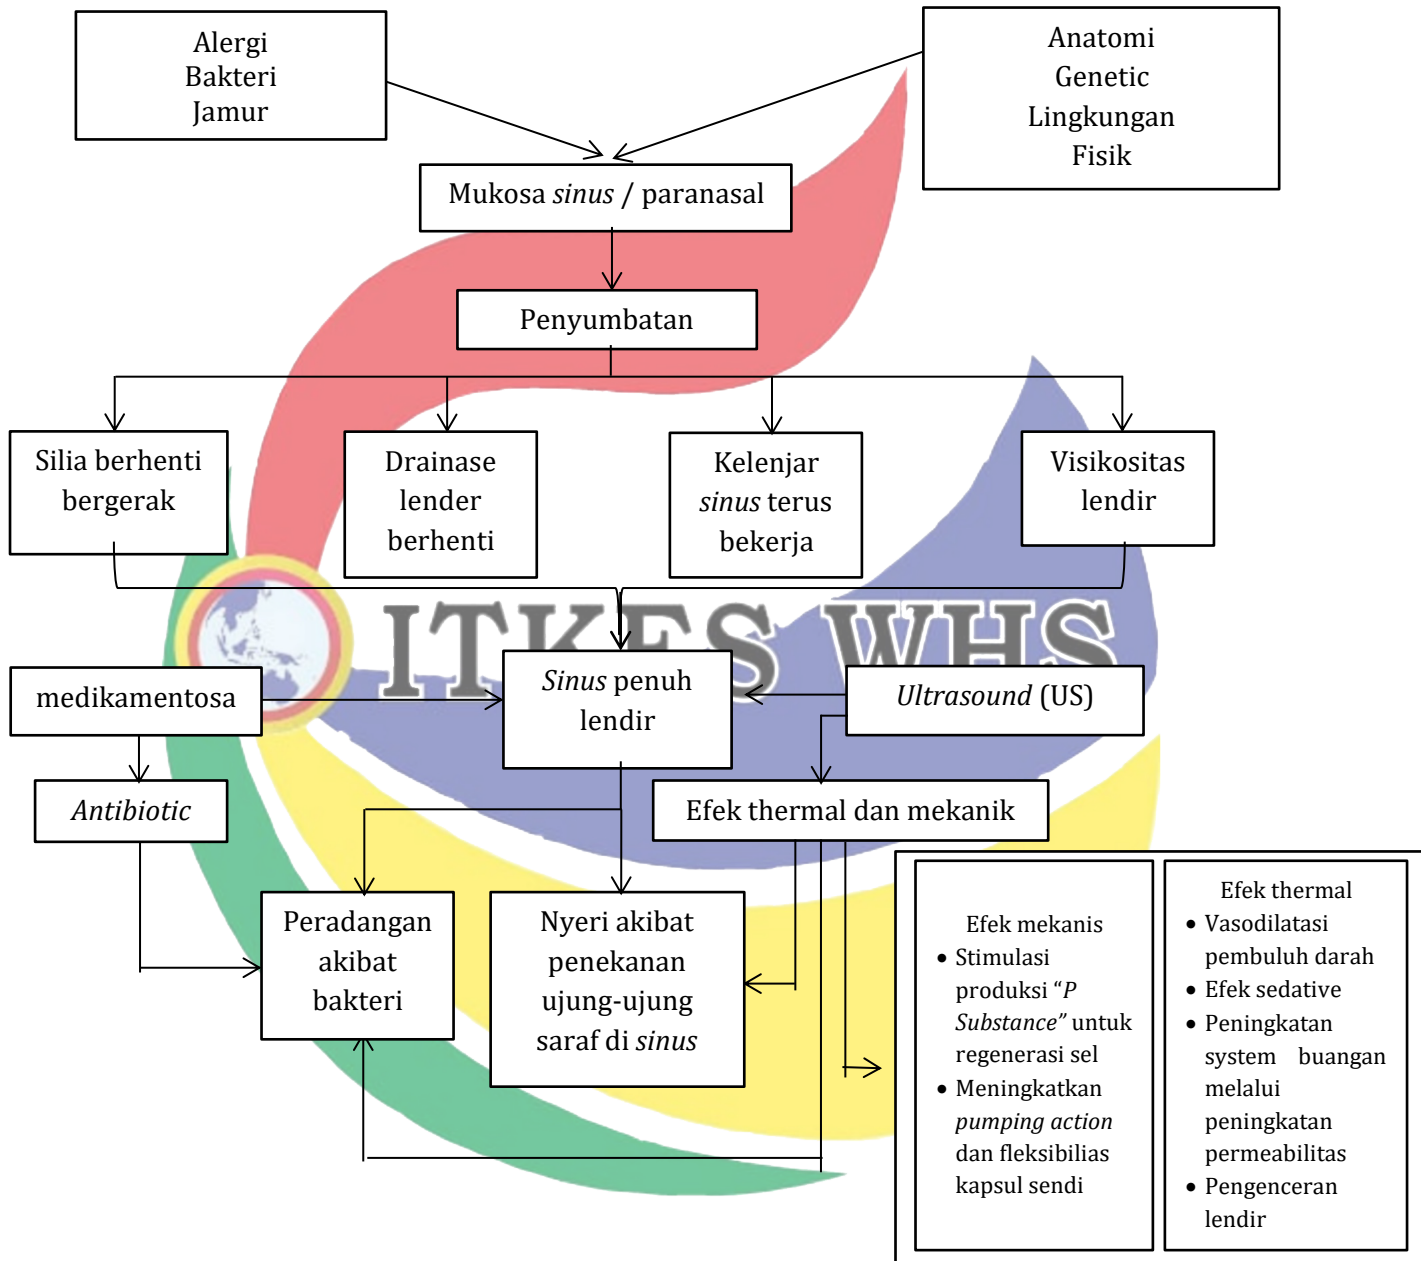 Alergi
Bakteri
Jamur
Anatomi
Genetic
Lingkungan
Fisik
Mukosa sinus / paranasal
Penyumbatan
Silia berhenti
bergerak
Drainase
lender
berhenti
Kelenjar
sinus terus
bekerja
Visikositas
lendir
ITKES WHS
medikamentosa
Sinus penuh
lendir
Ultrasound (US)
Antibiotic
Efek thermal dan mekanik
Peradangan
akibat
bakteri
Nyeri akibat
penekanan
ujung-ujung
saraf di sinus
Efek mekanis
• Stimulasi
produksi “P
Substance” untuk
regenerasi sel
• Meningkatkan
pumping action
dan fleksibilias
kapsul sendi
Efek thermal
• Vasodilatasi
pembuluh darah
• Efek sedative
• Peningkatan
system buangan
melalui
peningkatan
permeabilitas
• Pengenceran
lendir